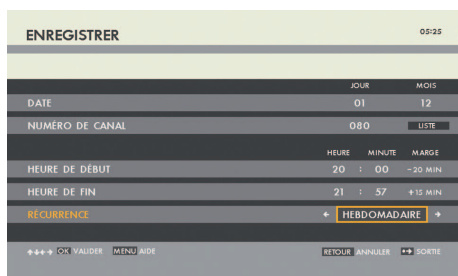 ENREGISTRER 05:25
JOUR MOIS
DATE 01 12
NUMÉRO DE CANAL 080 LISTE
HEURE MINUTE MARGE
HEURE DE DÉBUT 20 : 00 -20 MIN
HEURE DE FIN 21 : 57 +15 MIN
RÉCURRENCE ← HEBDOMADAIRE →
OK VALIDER MENU AIDE RETOUR ANNULER SORTIE